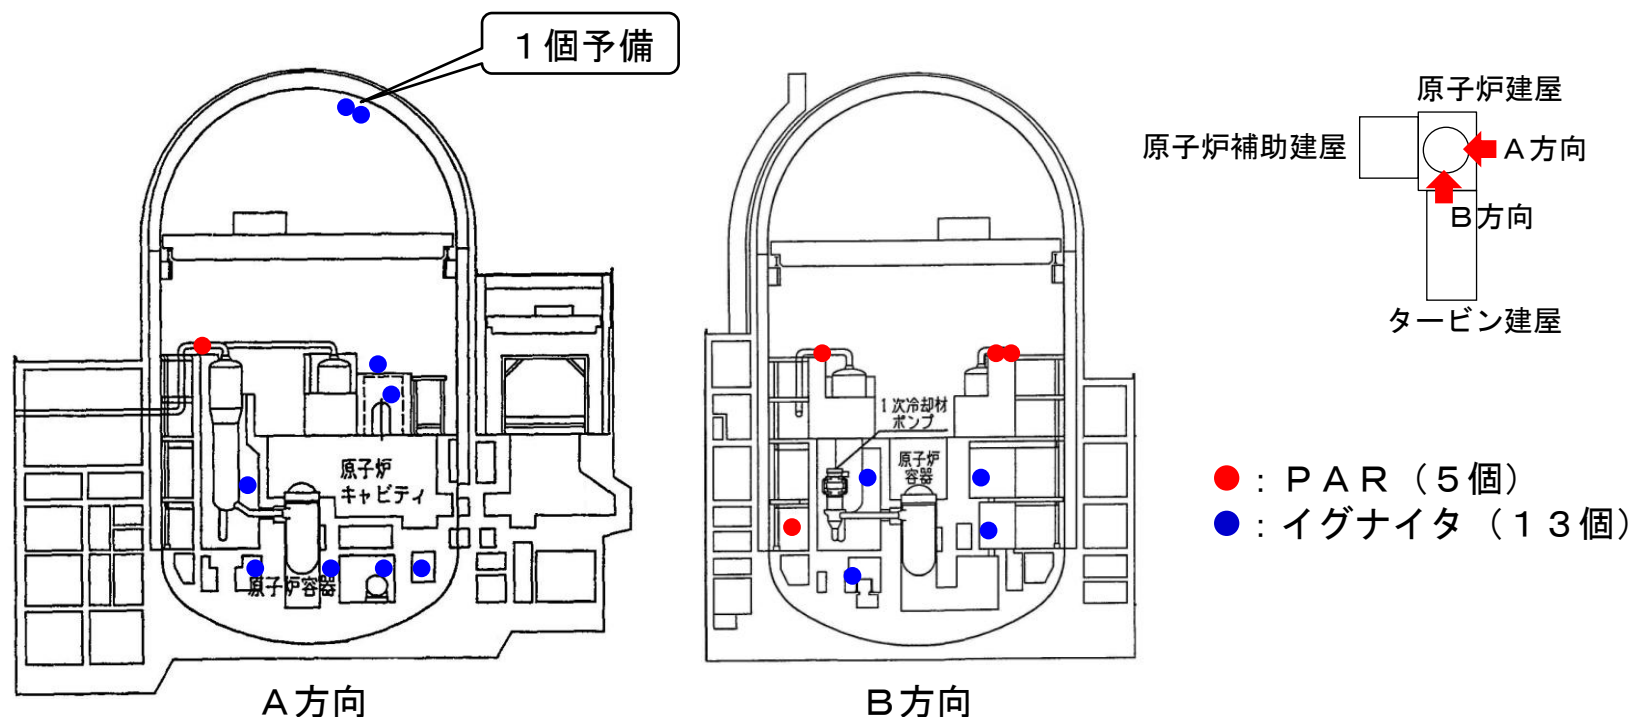 １個予備
原子炉建屋
原子炉補助建屋
Ａ方向
Ｂ方向
タービン建屋
原子炉
キャビティ
原子炉容器
１次冷却材
ポンプ
原子炉
容器
：ＰＡＲ（５個）
：イグナイタ（１３個）
Ａ方向
Ｂ方向